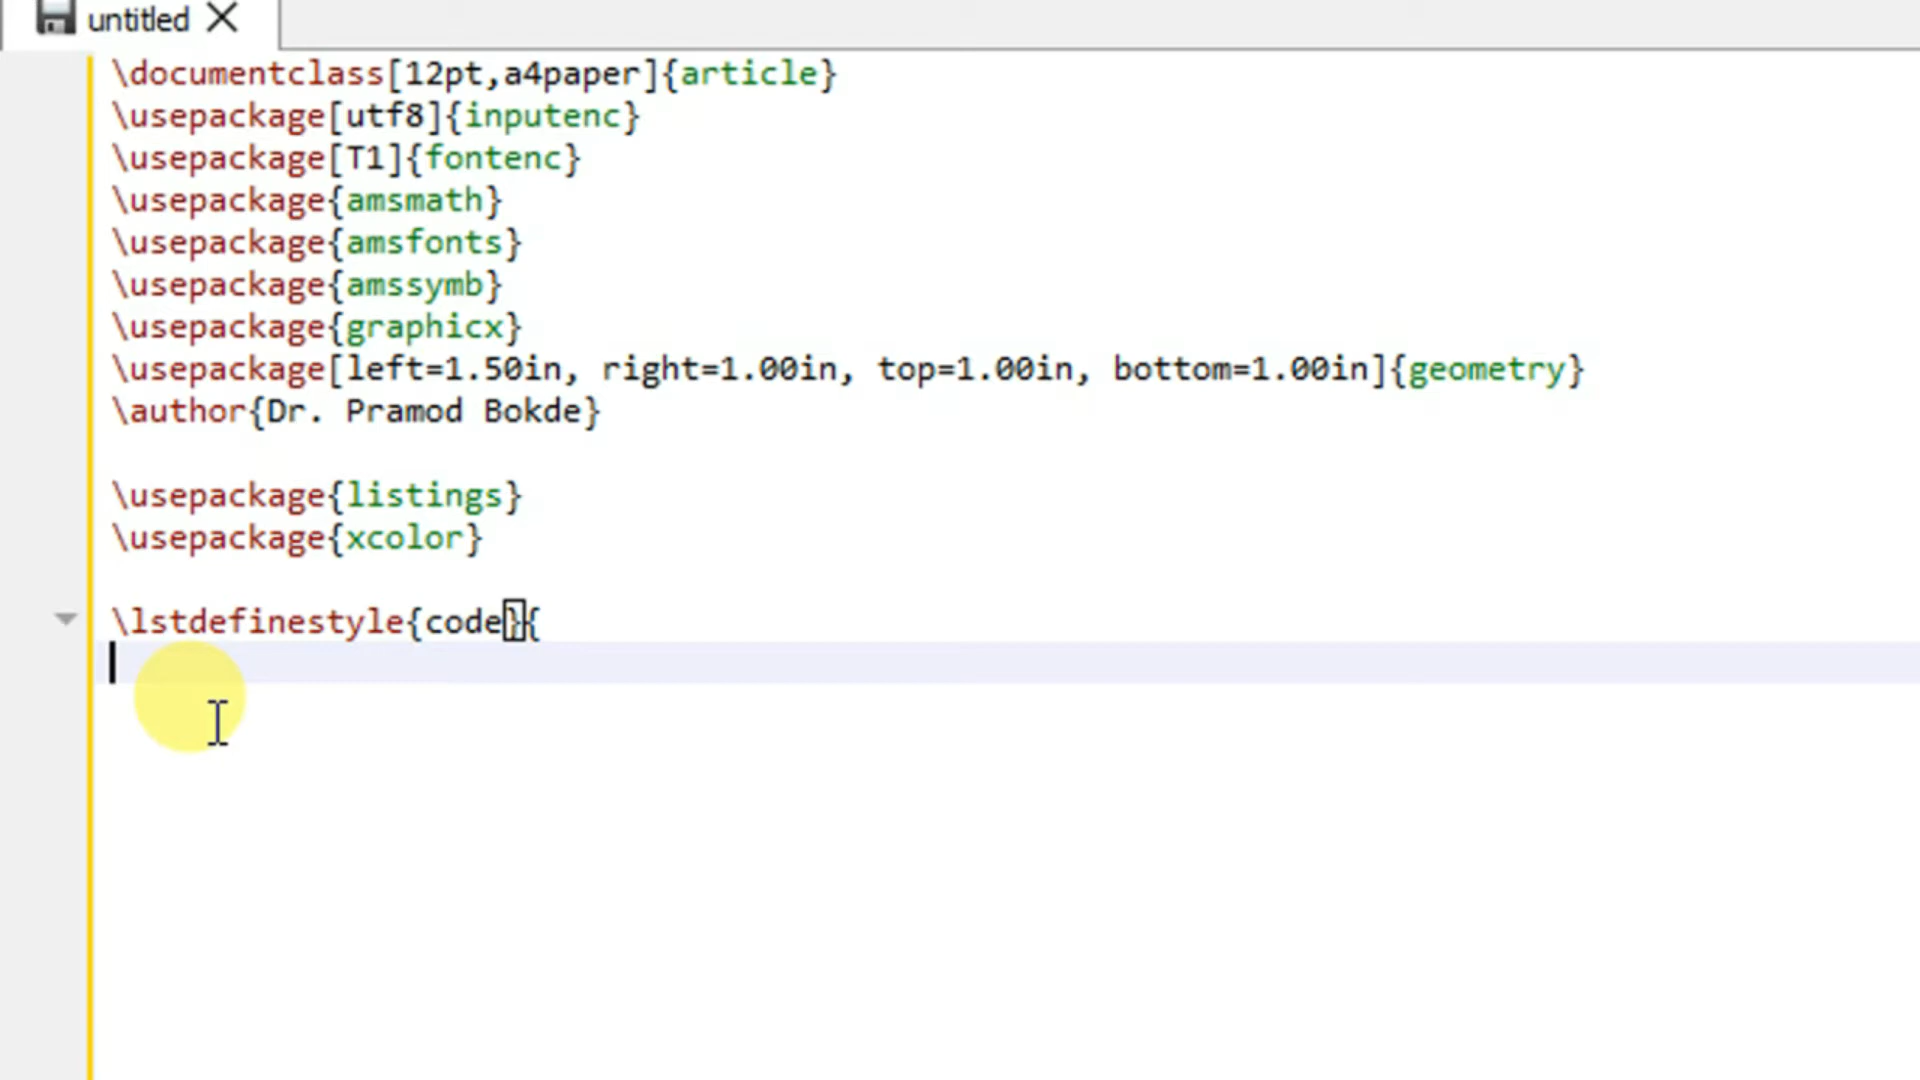 untitled
\documentclass[12pt,a4paper]{article}
\usepackage[utf8]{inputenc}
\usepackage[T1]{fontenc}
\usepackage{amsmath}
\usepackage{amsfonts}
\usepackage{amssymb}
\usepackage{graphicx}
\usepackage[left=1.50in, right=1.00in, top=1.00in, bottom=1.00in]{geometry}
\author{Dr. Pramod Bokde}
\usepackage{listings}
\usepackage{xcolor}
\lstdefinestyle{code}{